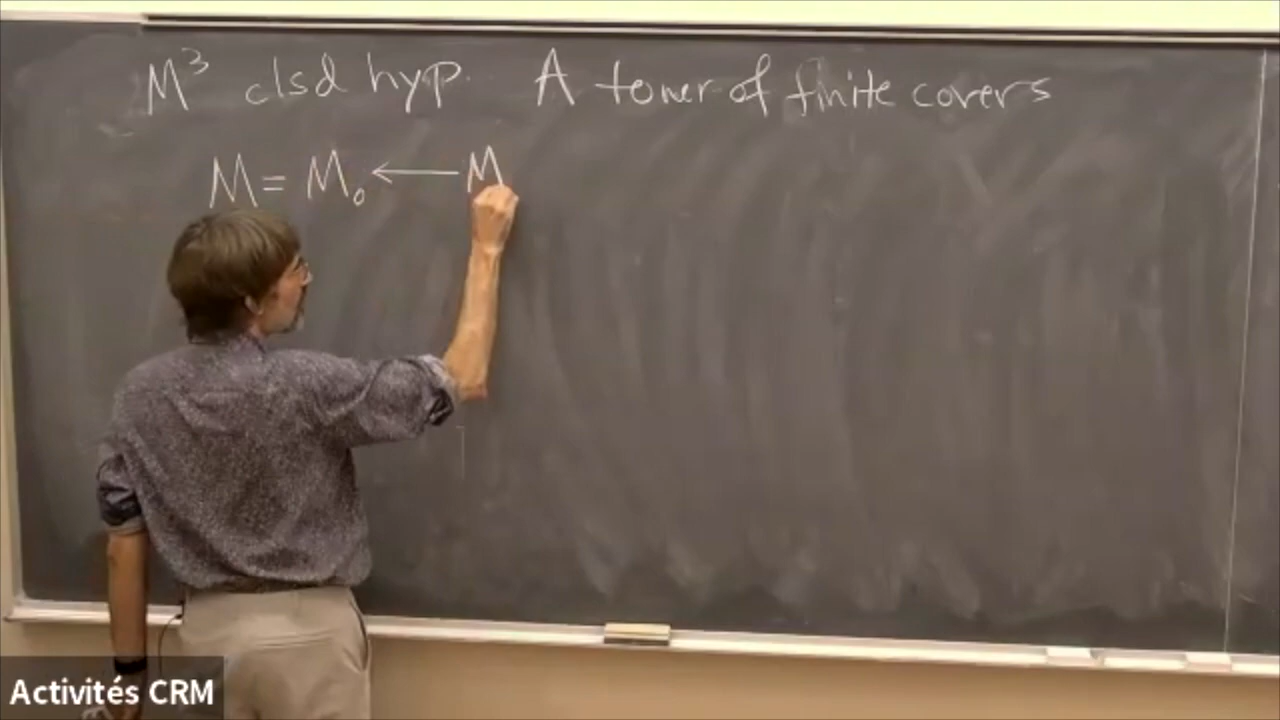 M³ clsd hyp. A tower of finite covers
M = M₀ ← M
Activités CRM